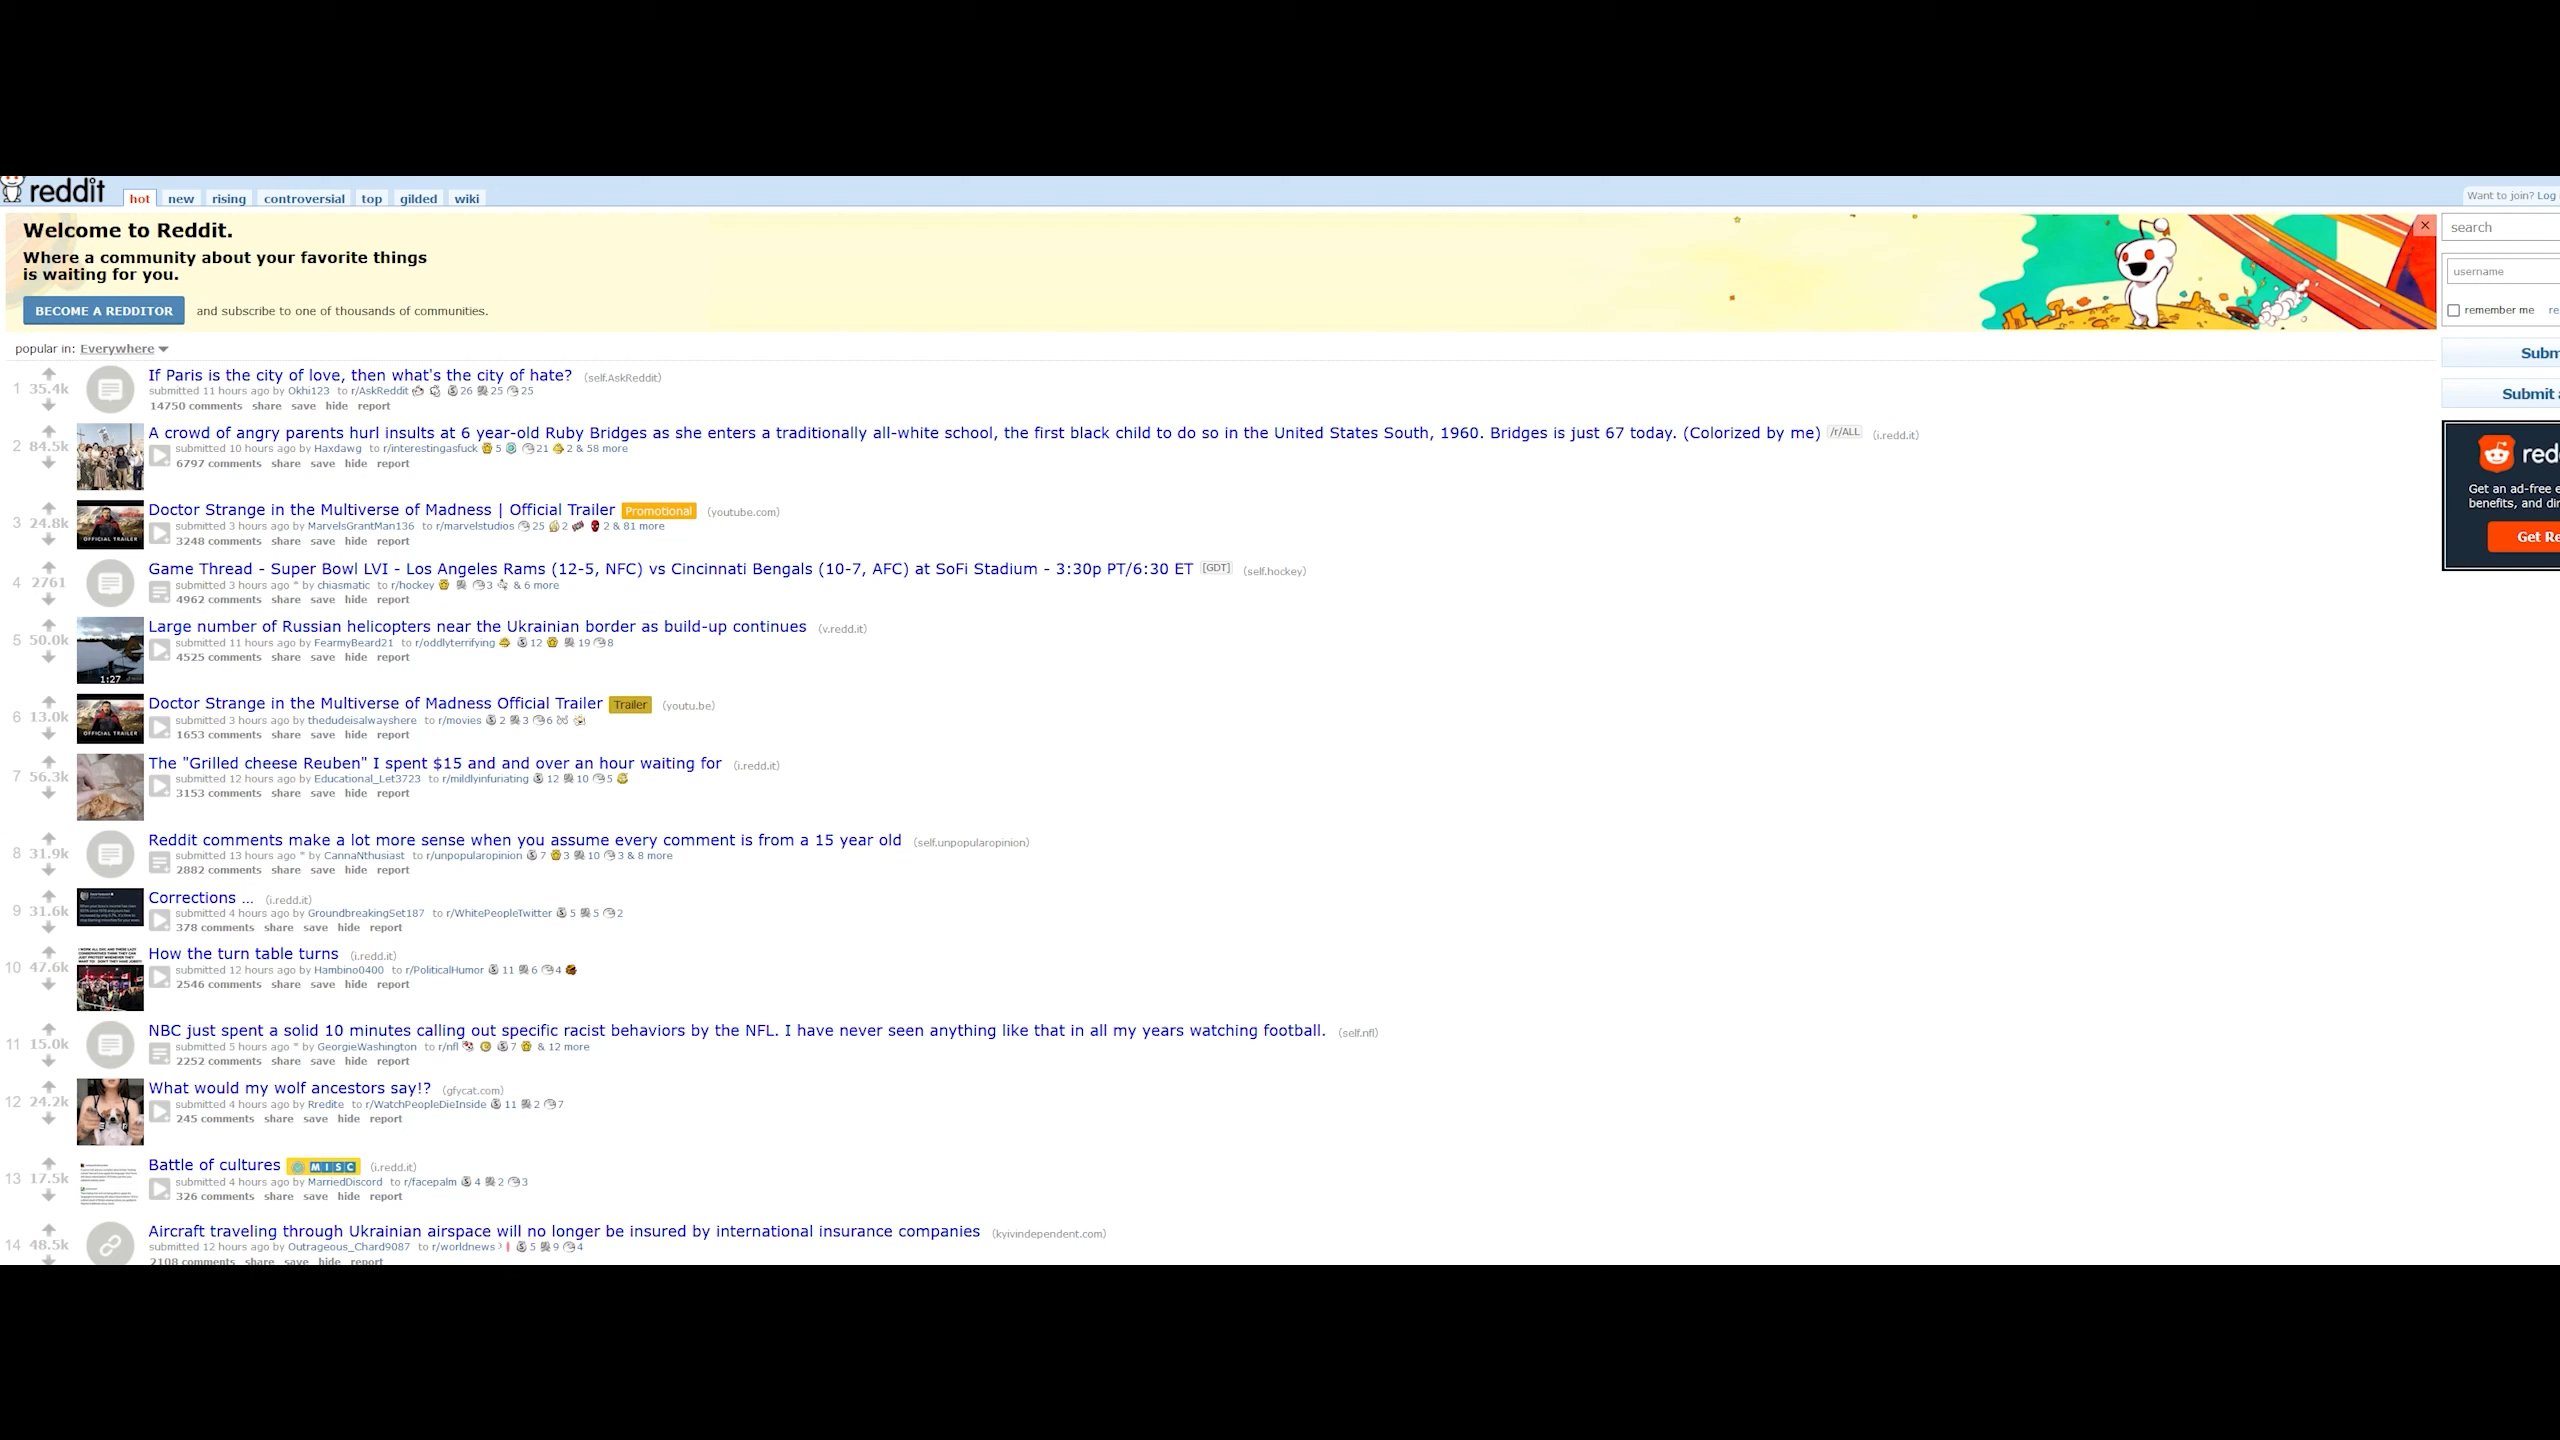 reddit hot new rising controversial top gilded wiki
Want to join? Log
Welcome to Reddit.
Where a community about your favorite things
is waiting for you.
BECOME A REDDITOR and subscribe to one of thousands of communities.
search
username
remember me re
Subm
Submit
red
Get an ad-free e
benefits, and di
Get Re
popular in: Everywhere
1 35.4k
If Paris is the city of love, then what's the city of hate? (self.AskReddit)
submitted 11 hours ago by Okhi123 to r/AskReddit 26 25 25
14750 comments share save hide report
2 84.5k
A crowd of angry parents hurl insults at 6 year-old Ruby Bridges as she enters a traditionally all-white school, the first black child to do so in the United States South, 1960. Bridges is just 67 today. (Colorized by me) /r/ALL (i.redd.it)
submitted 10 hours ago by Haxdawg to r/interestingasfuck 5 21 2 & 58 more
6797 comments share save hide report
3 24.8k
OFFICIAL TRAILER
Doctor Strange in the Multiverse of Madness | Official Trailer Promotional (youtube.com)
submitted 3 hours ago by MarvelsGrantMan136 to r/marvelstudios 25 2 2 & 81 more
3248 comments share save hide report
4 2761
Game Thread - Super Bowl LVI - Los Angeles Rams (12-5, NFC) vs Cincinnati Bengals (10-7, AFC) at SoFi Stadium - 3:30p PT/6:30 ET [GDT] (self.hockey)
submitted 3 hours ago * by chiasmatic to r/hockey 3 & 6 more
4962 comments share save hide report
5 50.0k
1:27
Large number of Russian helicopters near the Ukrainian border as build-up continues (v.redd.it)
submitted 11 hours ago by FearmyBeard21 to r/oddlyterrifying 12 19 8
4525 comments share save hide report
6 13.0k
OFFICIAL TRAILER
Doctor Strange in the Multiverse of Madness Official Trailer Trailer (youtu.be)
submitted 3 hours ago by thedudeisalwayshere to r/movies 2 3 6
1653 comments share save hide report
7 56.3k
The "Grilled cheese Reuben" I spent $15 and and over an hour waiting for (i.redd.it)
submitted 12 hours ago by Educational_Let3723 to r/mildlyinfuriating 12 10 5
3153 comments share save hide report
8 31.9k
Reddit comments make a lot more sense when you assume every comment is from a 15 year old (self.unpopularopinion)
submitted 13 hours ago * by CannaNthusiast to r/unpopularopinion 7 3 10 3 & 8 more
2882 comments share save hide report
9 31.6k
Corrections ... (i.redd.it)
submitted 4 hours ago by GroundbreakingSet187 to r/WhitePeopleTwitter 5 5 2
378 comments share save hide report
10 47.6k
How the turn table turns (i.redd.it)
submitted 12 hours ago by Hambino0400 to r/PoliticalHumor 11 6 4
2546 comments share save hide report
11 15.0k
NBC just spent a solid 10 minutes calling out specific racist behaviors by the NFL. I have never seen anything like that in all my years watching football. (self.nfl)
submitted 5 hours ago * by GeorgieWashington to r/nfl 7 & 12 more
2252 comments share save hide report
12 24.2k
What would my wolf ancestors say!? (gfycat.com)
submitted 4 hours ago by Rredite to r/WatchPeopleDieInside 11 2 7
245 comments share save hide report
13 17.5k
Battle of cultures MISC (i.redd.it)
submitted 4 hours ago by MarriedDiscord to r/facepalm 4 2 3
326 comments share save hide report
14 48.5k
Aircraft traveling through Ukrainian airspace will no longer be insured by international insurance companies (kyivindependent.com)
submitted 12 hours ago by Outrageous_Chard9087 to r/worldnews 5 9 4
2108 comments share save hide report